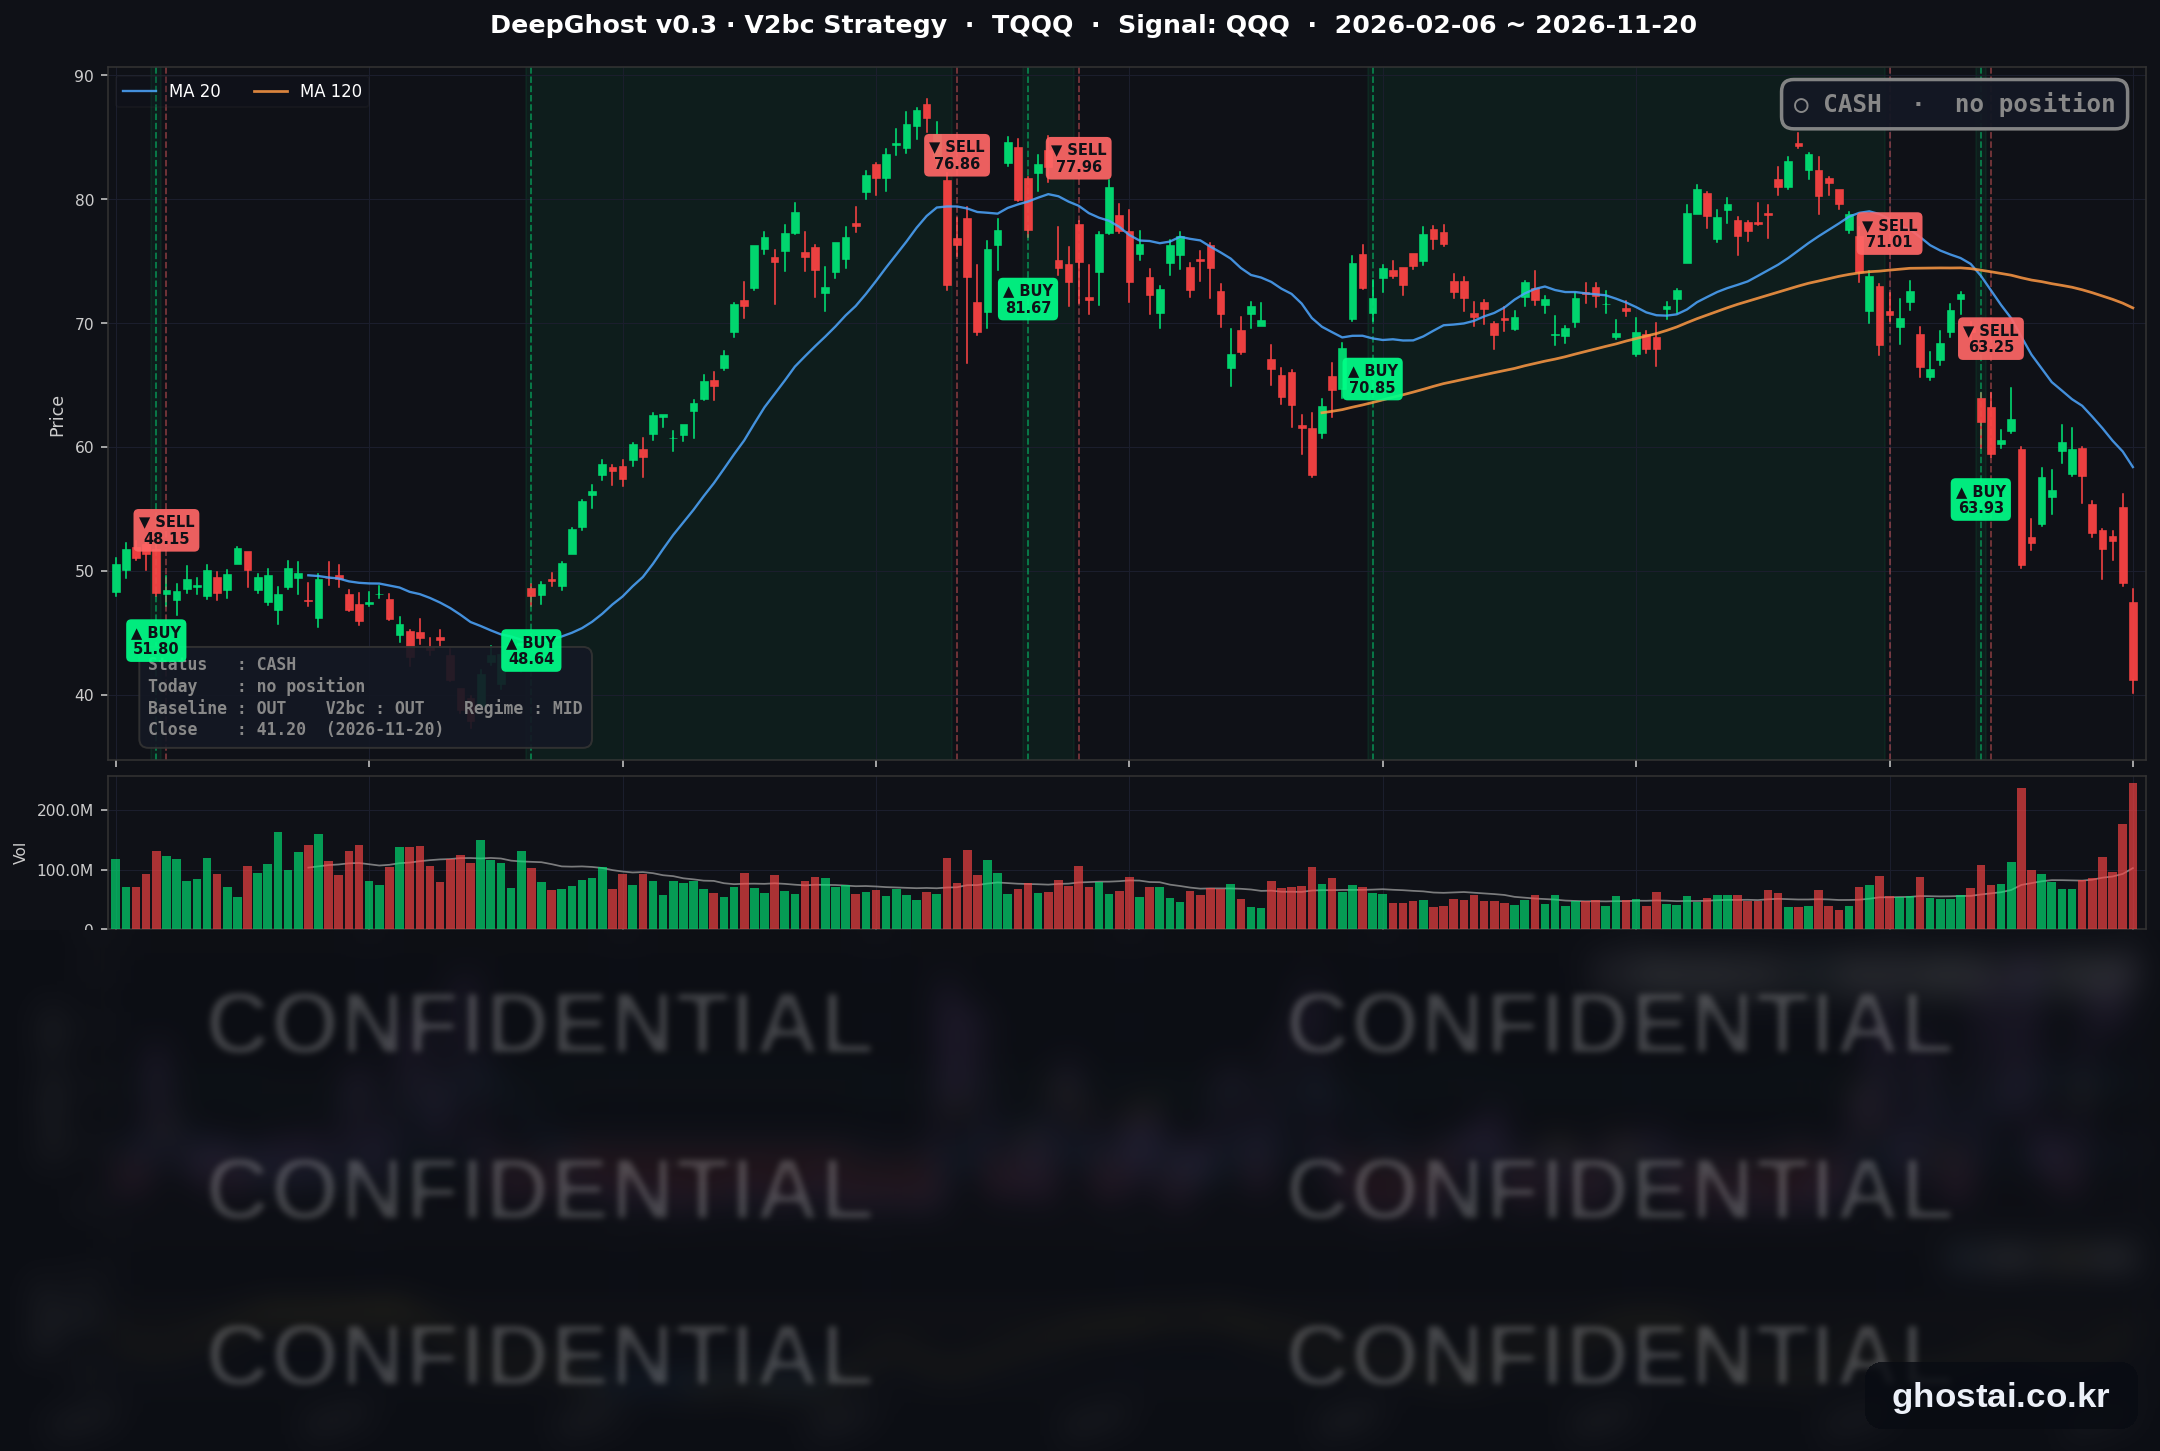 DeepGhost v0.3 · V2bc Strategy · TQQQ · Signal: QQQ · 2026-02-06 ~ 2026-11-20
MA 20
MA 120
○ CASH · no position
90
80
70
60
50
40
Price
▼ SELL
48.15
▲ BUY
51.80
▲ BUY
48.64
▼ SELL
76.86
▲ BUY
81.67
▼ SELL
77.96
▲ BUY
70.85
▼ SELL
71.01
▼ SELL
63.25
▲ BUY
63.93
Status : CASH
Today : no position
Baseline : OUT V2bc : OUT Regime : MID
Close : 41.20 (2026-11-20)
200.0M
100.0M
0
Vol
CONFIDENTIAL CONFIDENTIAL
CONFIDENTIAL CONFIDENTIAL
CONFIDENTIAL CONFIDENTIAL
ghostai.co.kr